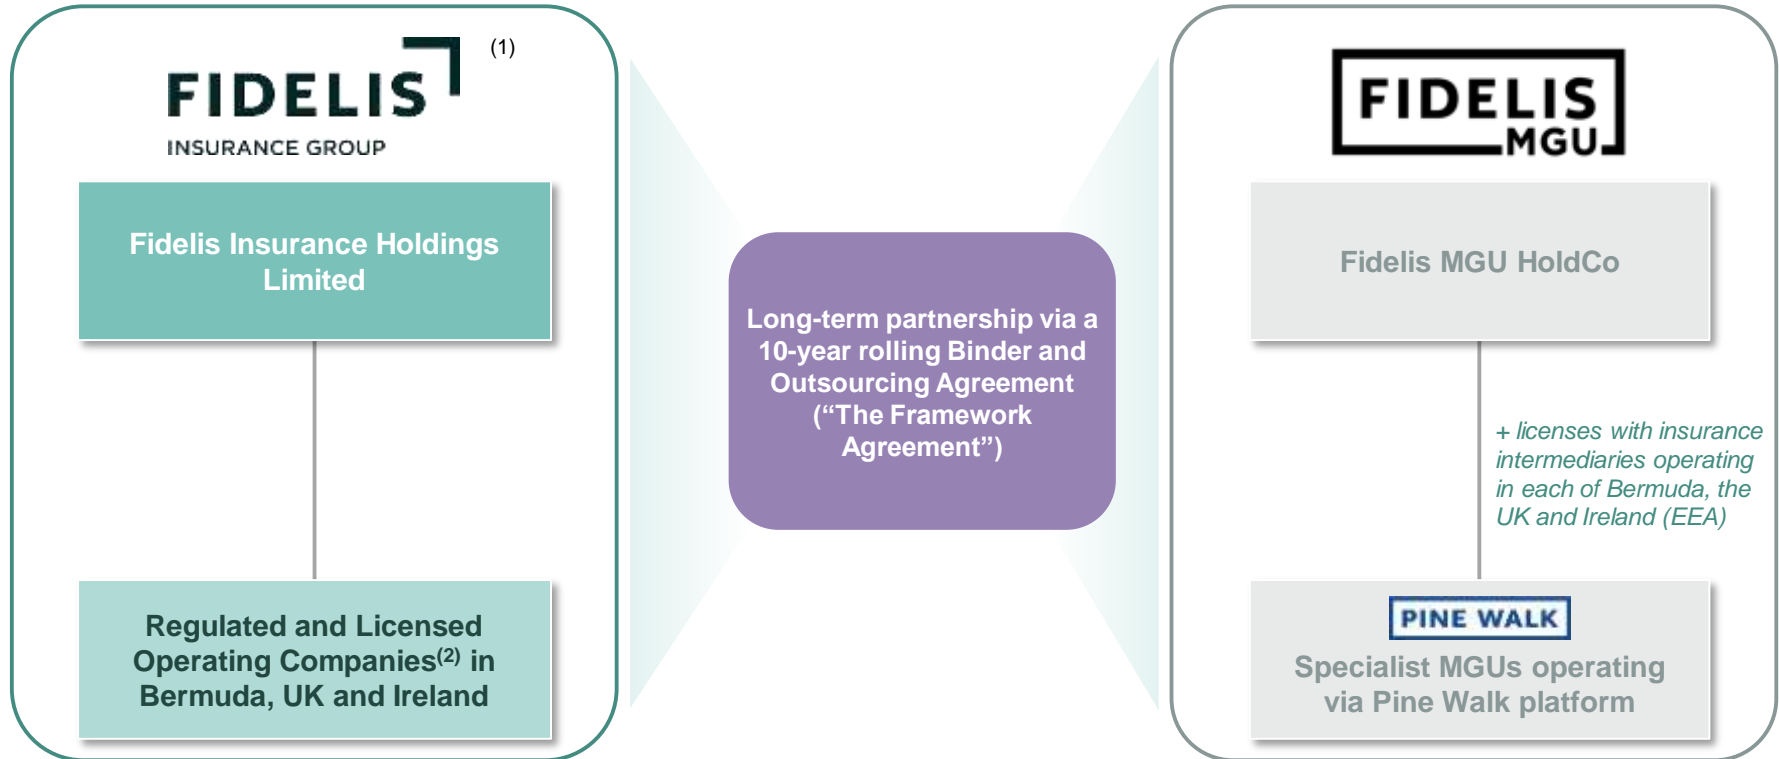 FIDELIS
(1)
INSURANCE GROUP
Fidelis Insurance Holdings
Limited
Regulated and Licensed
Operating Companies(2) in
Bermuda, UK and Ireland
Long-term partnership via a
10-year rolling Binder and
Outsourcing Agreement
(“The Framework
Agreement”)
FIDELIS
MGU
Fidelis MGU HoldCo
+ licenses with insurance
intermediaries operating
in each of Bermuda, the
UK and Ireland (EEA)
PINE WALK
Specialist MGUs operating
via Pine Walk platform